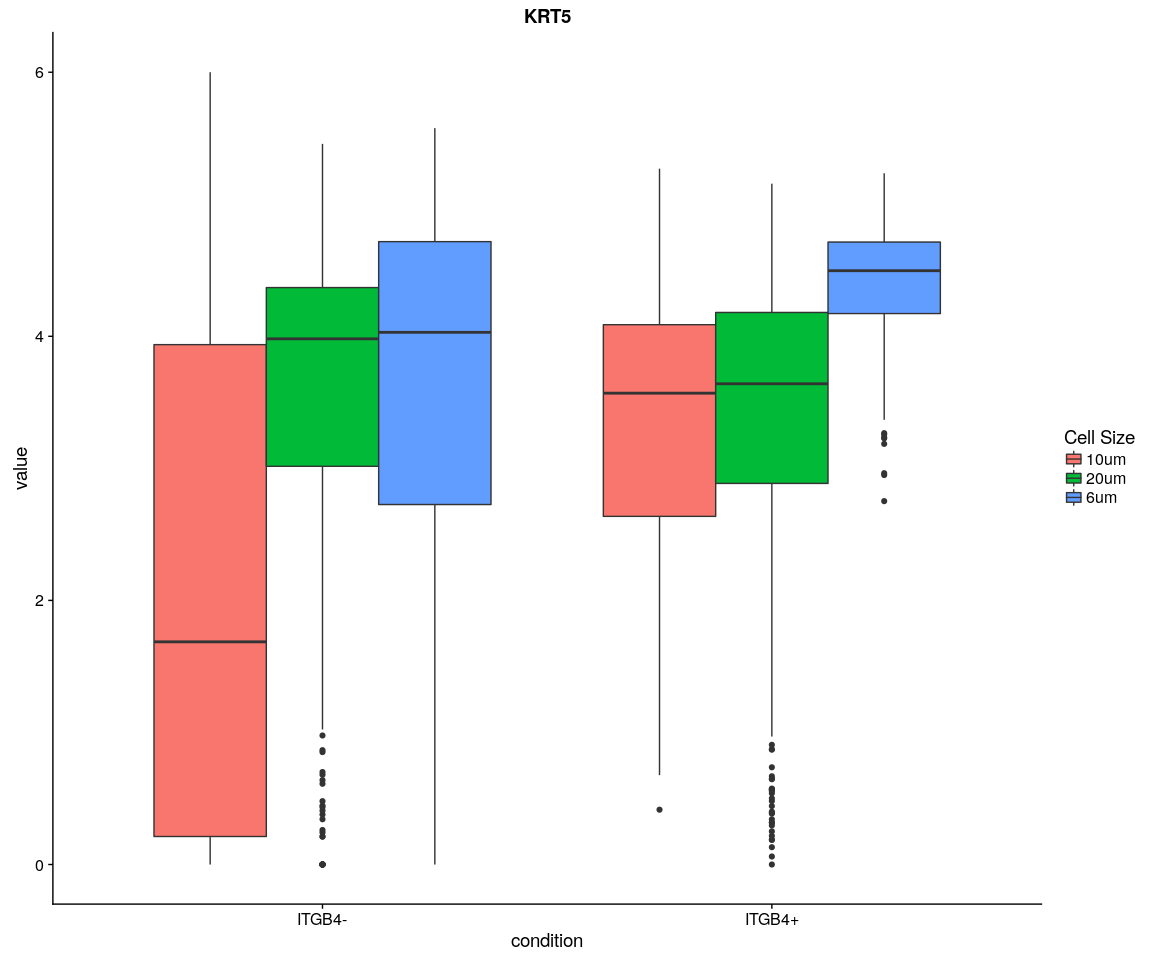 KRT5
6
4
2
0
value
ITGB4-
ITGB4+
condition
Cell Size
10um
20um
6um